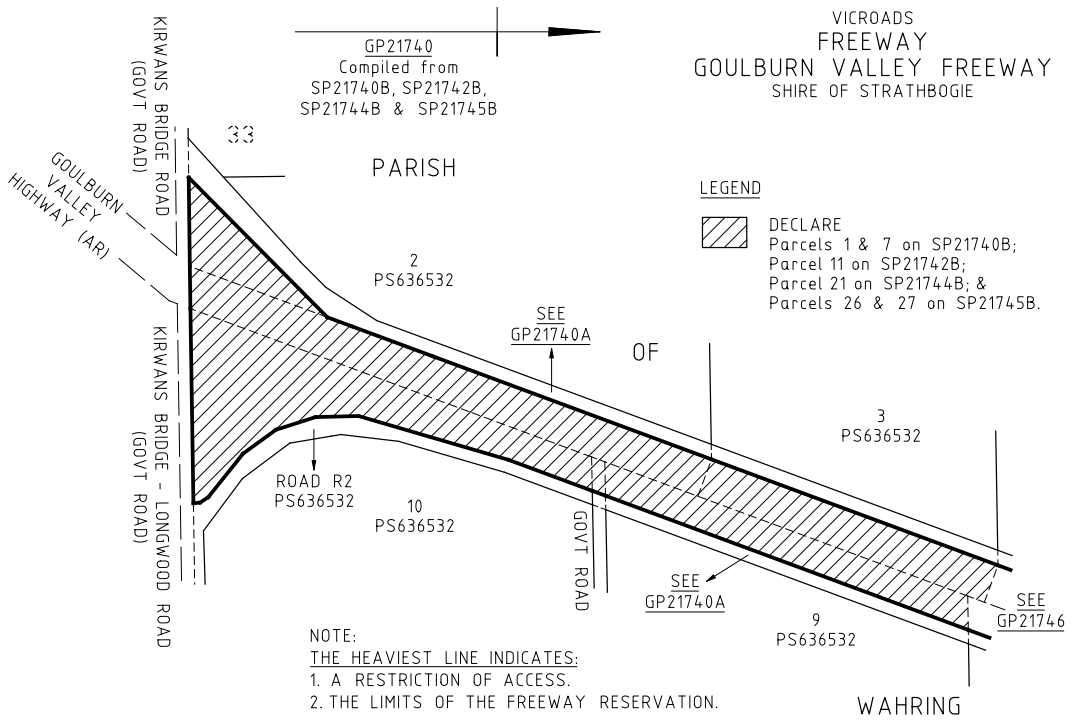 VICROADS
FREEWAY
GOULBURN VALLEY FREEWAY
SHIRE OF STRATHBOGIE
GP21740
Compiled from
SP21740B, SP21742B,
SP21744B & SP21745B
KIRWANS BRIDGE ROAD
(GOVT ROAD)
33
PARISH
GOULBURN
VALLEY
HIGHWAY (AR)
LEGEND
DECLARE
Parcels 1 & 7 on SP21740B;
Parcel 11 on SP21742B;
Parcel 21 on SP21744B; &
Parcels 26 & 27 on SP21745B.
2
PS636532
SEE
GP21740A
OF
3
PS636532
KIRWANS BRIDGE - LONGWOOD ROAD
(GOVT ROAD)
ROAD R2
PS636532
10
PS636532
GOVT ROAD
SEE
GP21740A
9
PS636532
SEE
GP21746
NOTE:
THE HEAVIEST LINE INDICATES:
1. A RESTRICTION OF ACCESS.
2. THE LIMITS OF THE FREEWAY RESERVATION.
WAHRING